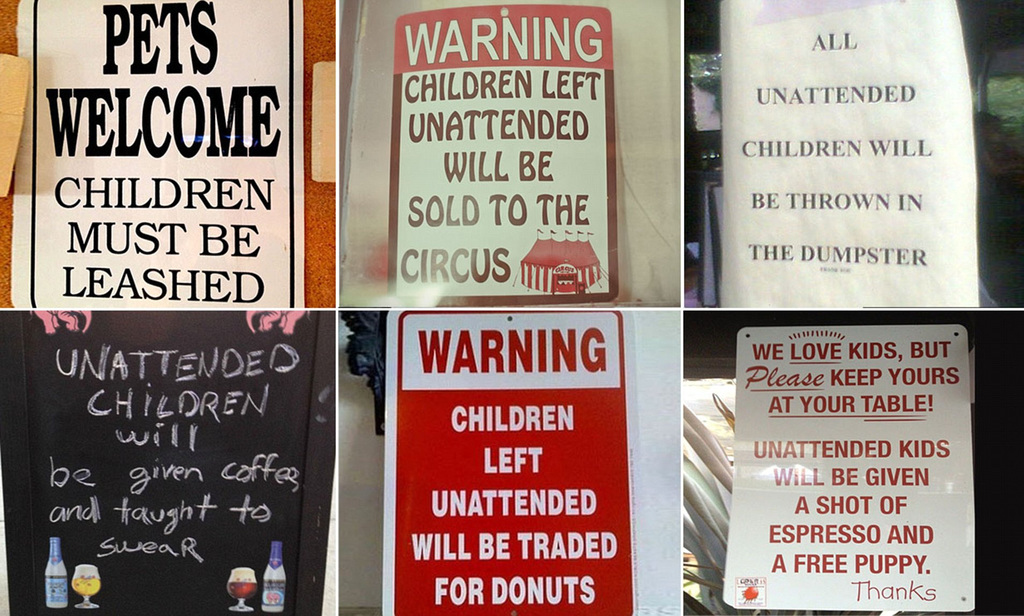 PETS
WELCOME
CHILDREN
MUST BE
LEASHED
WARNING
CHILDREN LEFT
UNATTENDED
WILL BE
SOLD TO THE
CIRCUS
ALL
UNATTENDED
CHILDREN WILL
BE THROWN IN
THE DUMPSTER
UNATTENDED
CHILDREN
will
be given coffee
and taught to
swear
WARNING
CHILDREN
LEFT
UNATTENDED
WILL BE TRADED
FOR DONUTS
WE LOVE KIDS, BUT
Please KEEP YOURS
AT YOUR TABLE!
UNATTENDED KIDS
WILL BE GIVEN
A SHOT OF
ESPRESSO AND
A FREE PUPPY.
Thanks